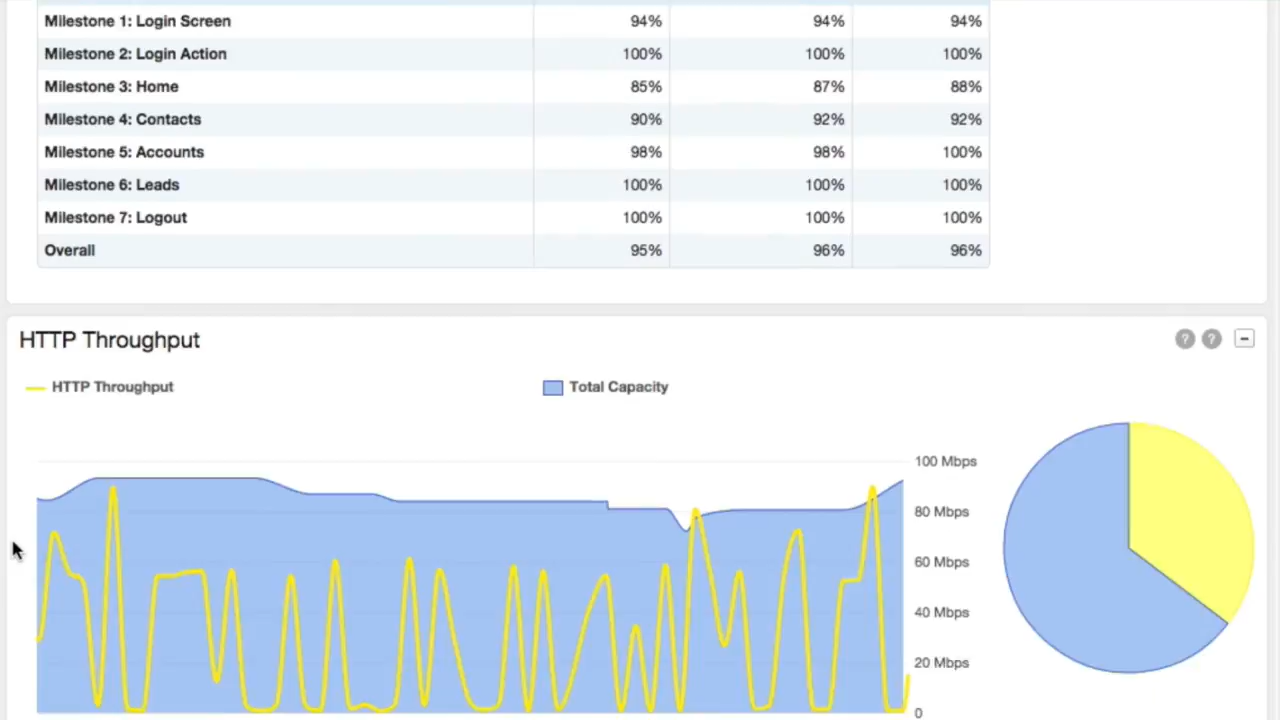 Milestone 1: Login Screen 94% 94% 94%
Milestone 2: Login Action 100% 100% 100%
Milestone 3: Home 85% 87% 88%
Milestone 4: Contacts 90% 92% 92%
Milestone 5: Accounts 98% 98% 100%
Milestone 6: Leads 100% 100% 100%
Milestone 7: Logout 100% 100% 100%
Overall 95% 96% 96%
HTTP Throughput ? ? −
HTTP Throughput Total Capacity
100 Mbps
80 Mbps
60 Mbps
40 Mbps
20 Mbps
0